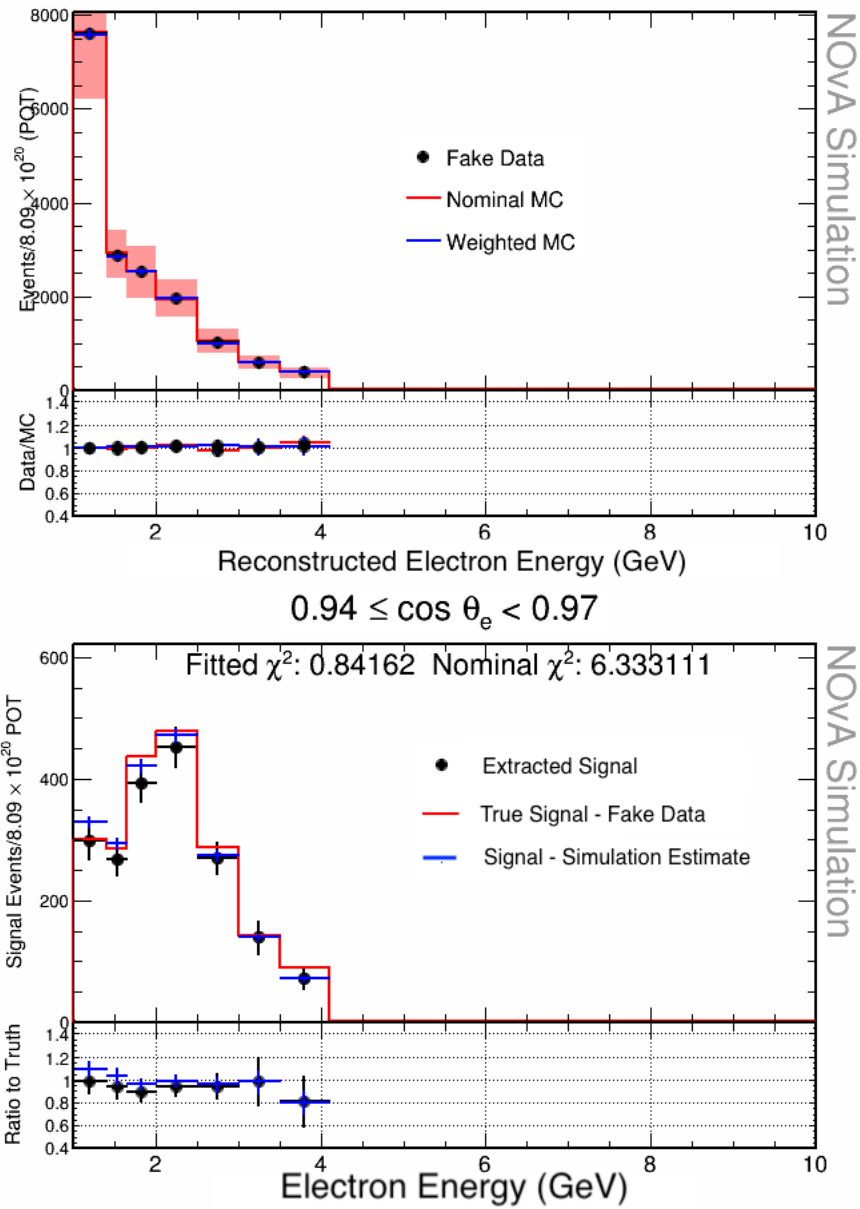 8000
6000
4000
2000
0
Events/8.09 × 10²⁰ (POT)
Fake Data
Nominal MC
Weighted MC
NOνA Simulation
1.4
1.2
1
0.8
0.6
0.4
Data/MC
2 4 6 8 10
Reconstructed Electron Energy (GeV)
0.94 ≤ cos θₑ < 0.97
Fitted χ²: 0.84162 Nominal χ²: 6.333111
600
400
200
0
Signal Events/8.09 × 10²⁰ POT
Extracted Signal
True Signal - Fake Data
Signal - Simulation Estimate
NOνA Simulation
1.4
1.2
1
0.8
0.6
0.4
Ratio to Truth
2 4 6 8 10
Electron Energy (GeV)